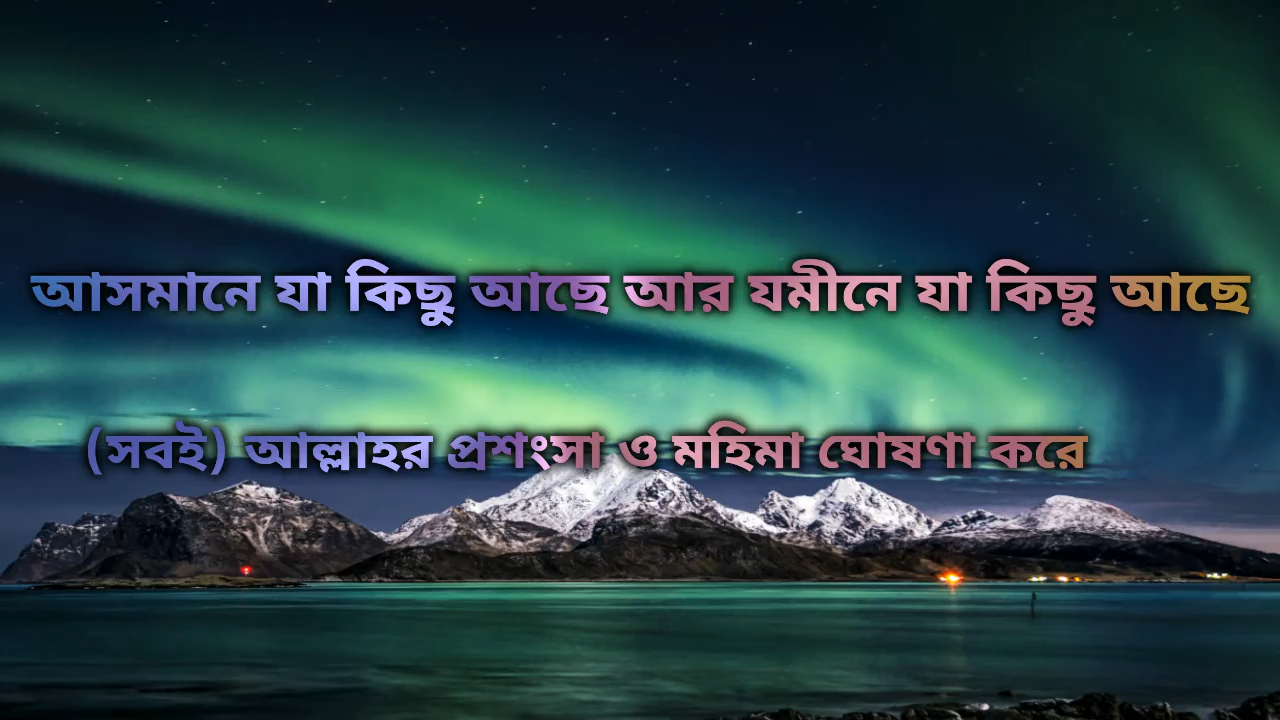 আসমানে যা কিছু আছে আর যমীনে যা কিছু আছে
(সবই) আল্লাহর প্রশংসা ও মহিমা ঘোষণা করে